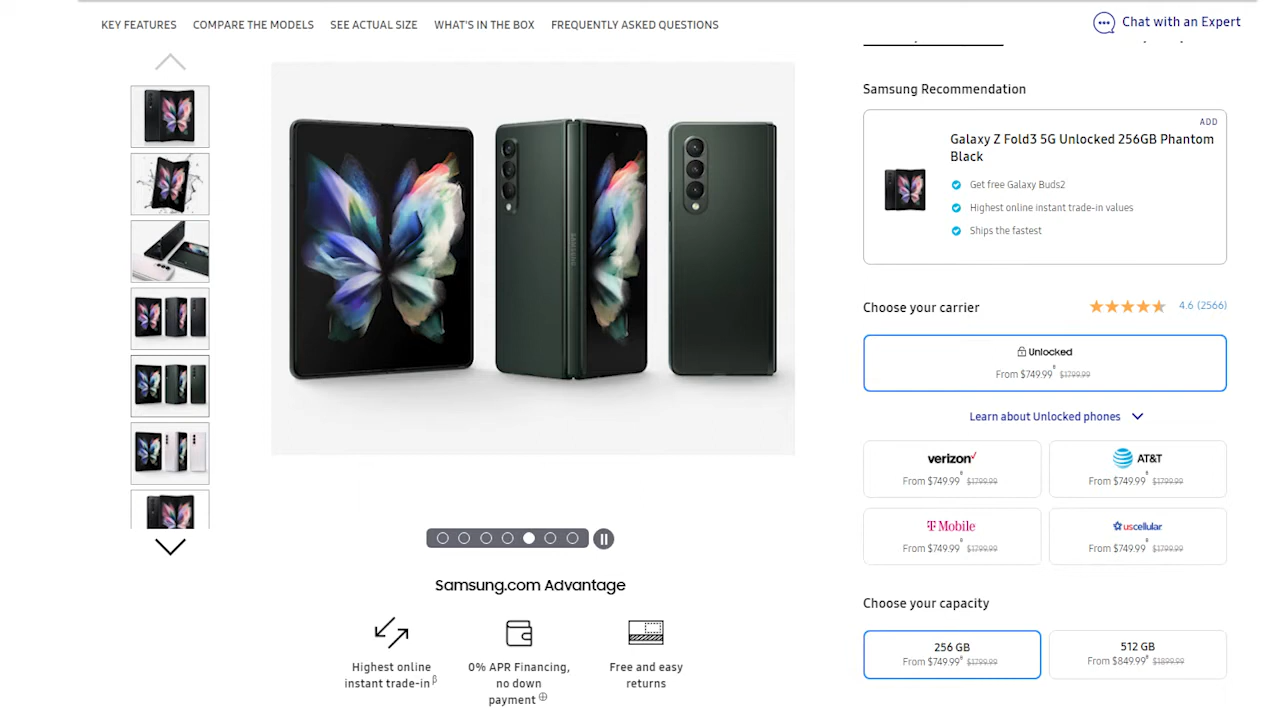 KEY FEATURES
COMPARE THE MODELS
SEE ACTUAL SIZE
WHAT'S IN THE BOX
FREQUENTLY ASKED QUESTIONS
Chat with an Expert
Samsung Recommendation
ADD
Galaxy Z Fold3 5G Unlocked 256GB Phantom
Black
Get free Galaxy Buds2
Highest online instant trade-in values
Ships the fastest
Choose your carrier
4.6 (2566)
Unlocked
From $749.99 $1799.99
Learn about Unlocked phones
verizon
From $749.99 $1799.99
AT&T
From $749.99 $1799.99
T Mobile
From $749.99 $1799.99
uscellular
From $749.99 $1799.99
Choose your capacity
256 GB
From $749.99 $1799.99
512 GB
From $849.99 $1899.99
SAMSUNG
Samsung.com Advantage
Highest online
instant trade-in β
0% APR Financing,
no down
payment ⊕
Free and easy
returns